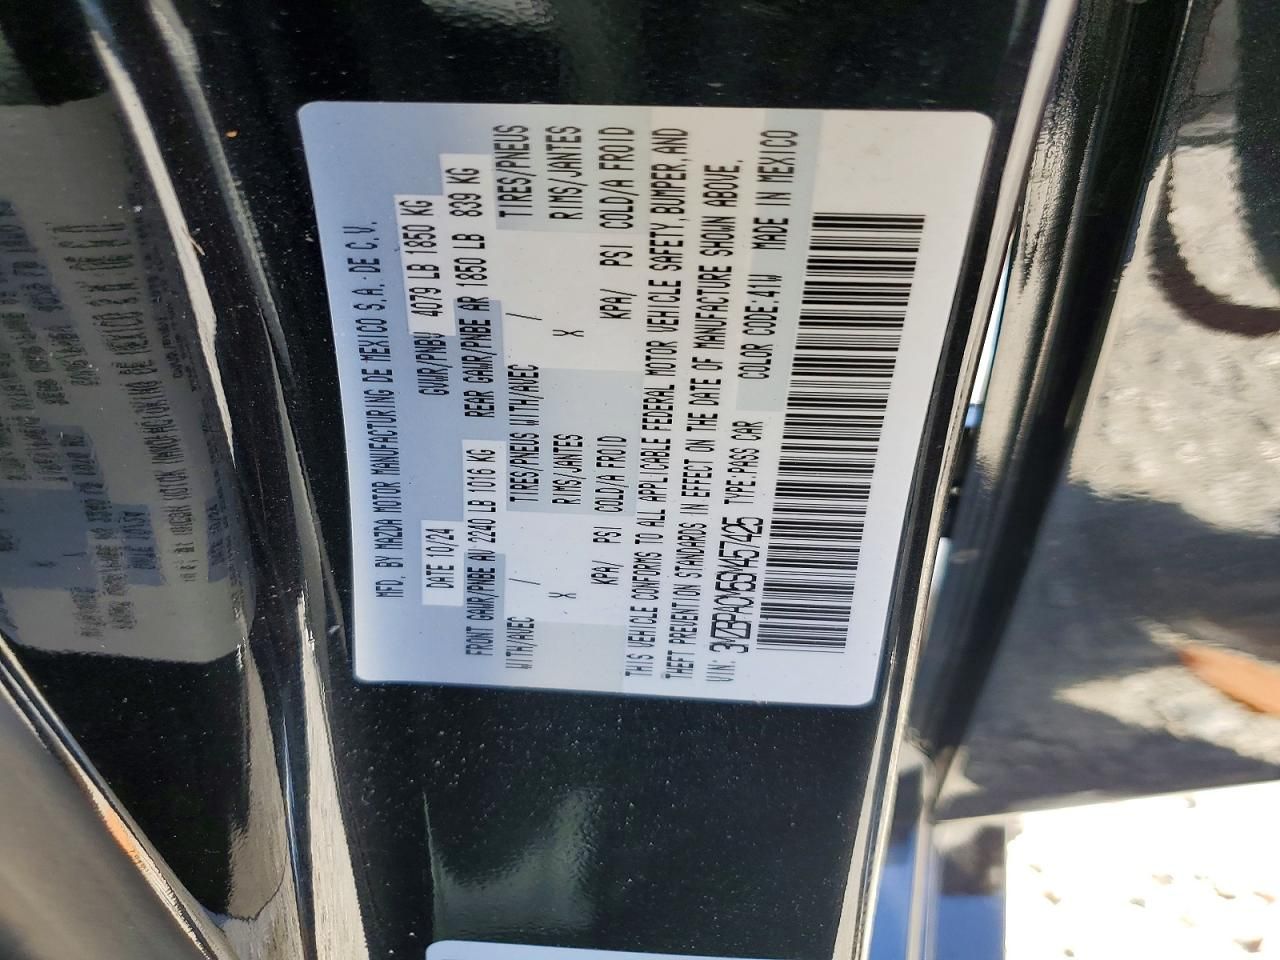 MFD. BY MAZDA MOTOR MANUFACTURING DE MEXICO S.A. DE C.V.
DATE 10/24 GVWR/PNBV 4079 LB 1850 KG
FRONT GAWR/PNBE AV 2240 LB 1016 KG REAR GAWR/PNBE AR 1850 LB 839 KG
WITH/AVEC / TIRES/PNEUS WITH/AVEC / TIRES/PNEUS
X RIMS/JANTES X RIMS/JANTES
KPA/ PSI COLD/A FROID KPA/ PSI COLD/A FROID
THIS VEHICLE CONFORMS TO ALL APPLICABLE FEDERAL MOTOR VEHICLE SAFETY, BUMPER, AND
THEFT PREVENTION STANDARDS IN EFFECT ON THE DATE OF MANUFACTURE SHOWN ABOVE.
VIN: 3MZBPACM5SM457425 TYPE:PASS CAR COLOR CODE:41W MADE IN MEXICO